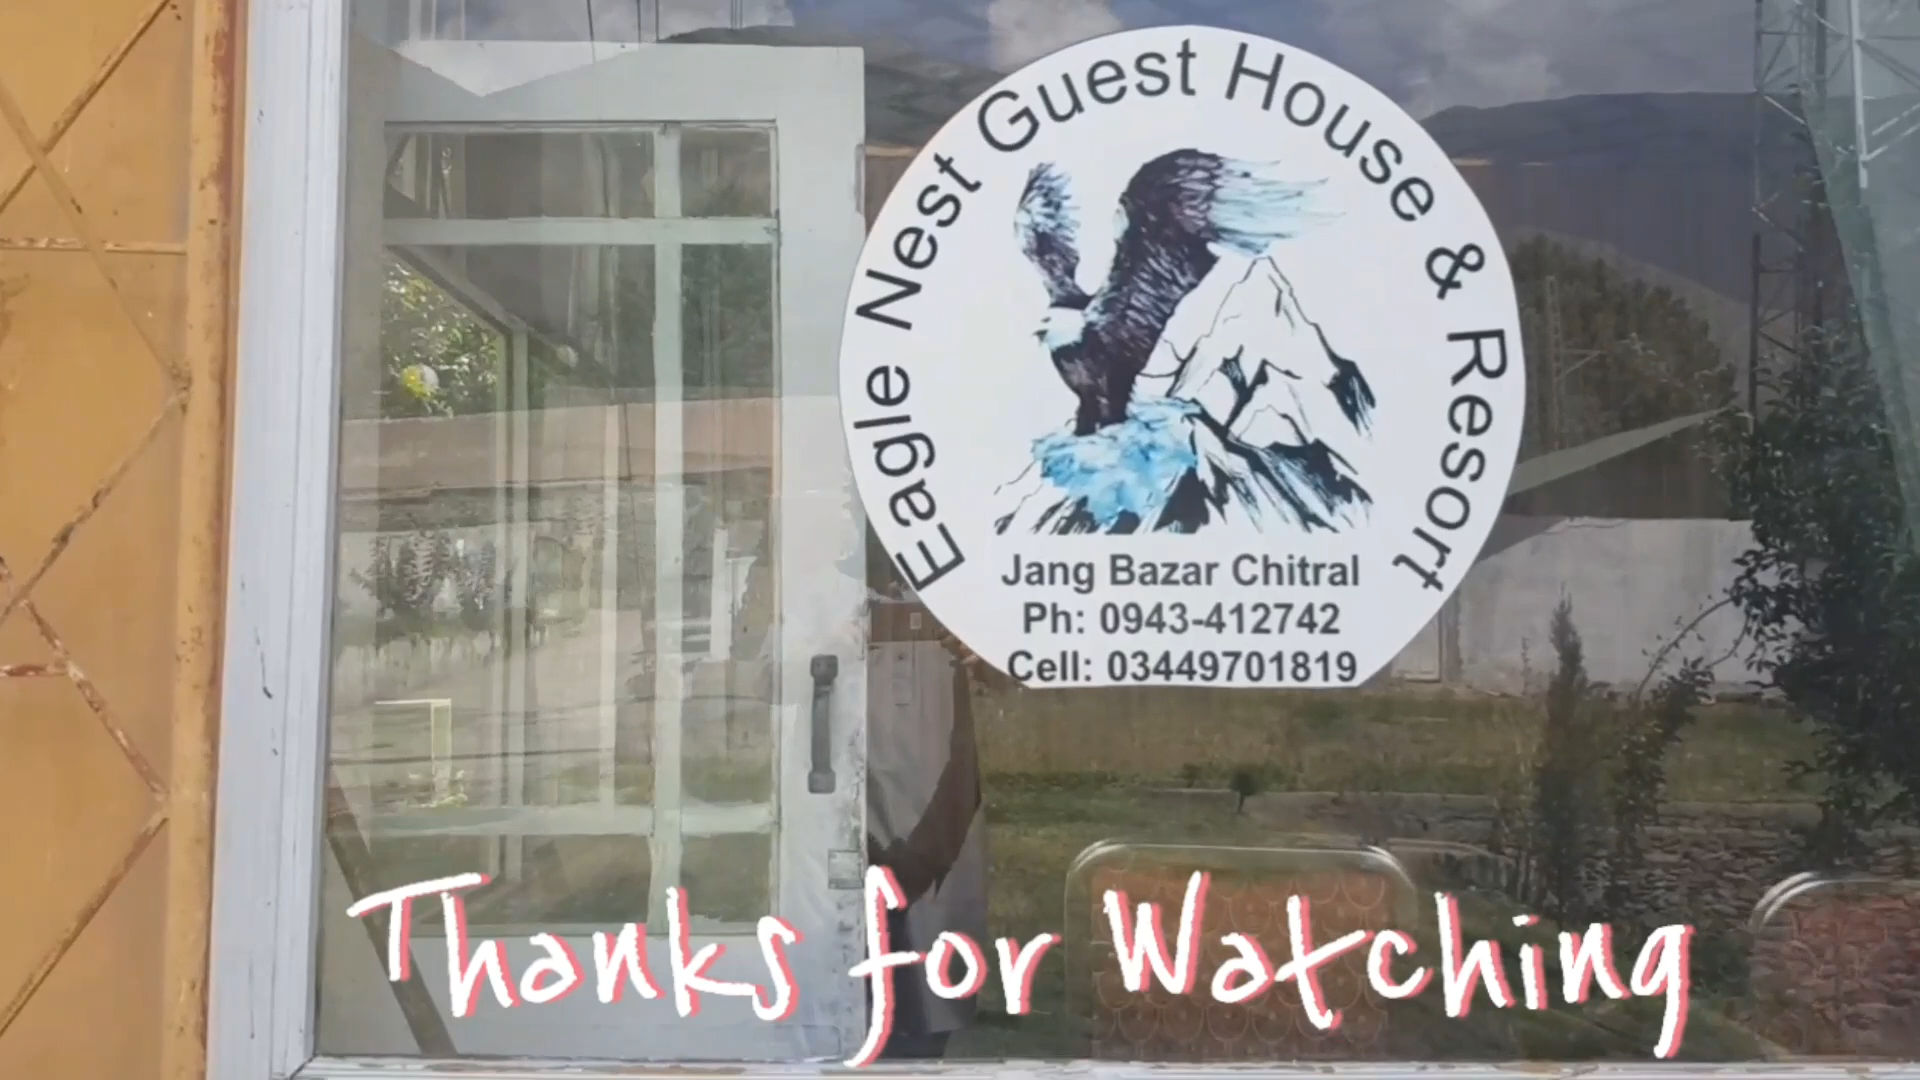 Eagle Nest Guest House & Resort
Jang Bazar Chitral
Ph: 0943-412742
Cell: 03449701819
Thanks for Watching